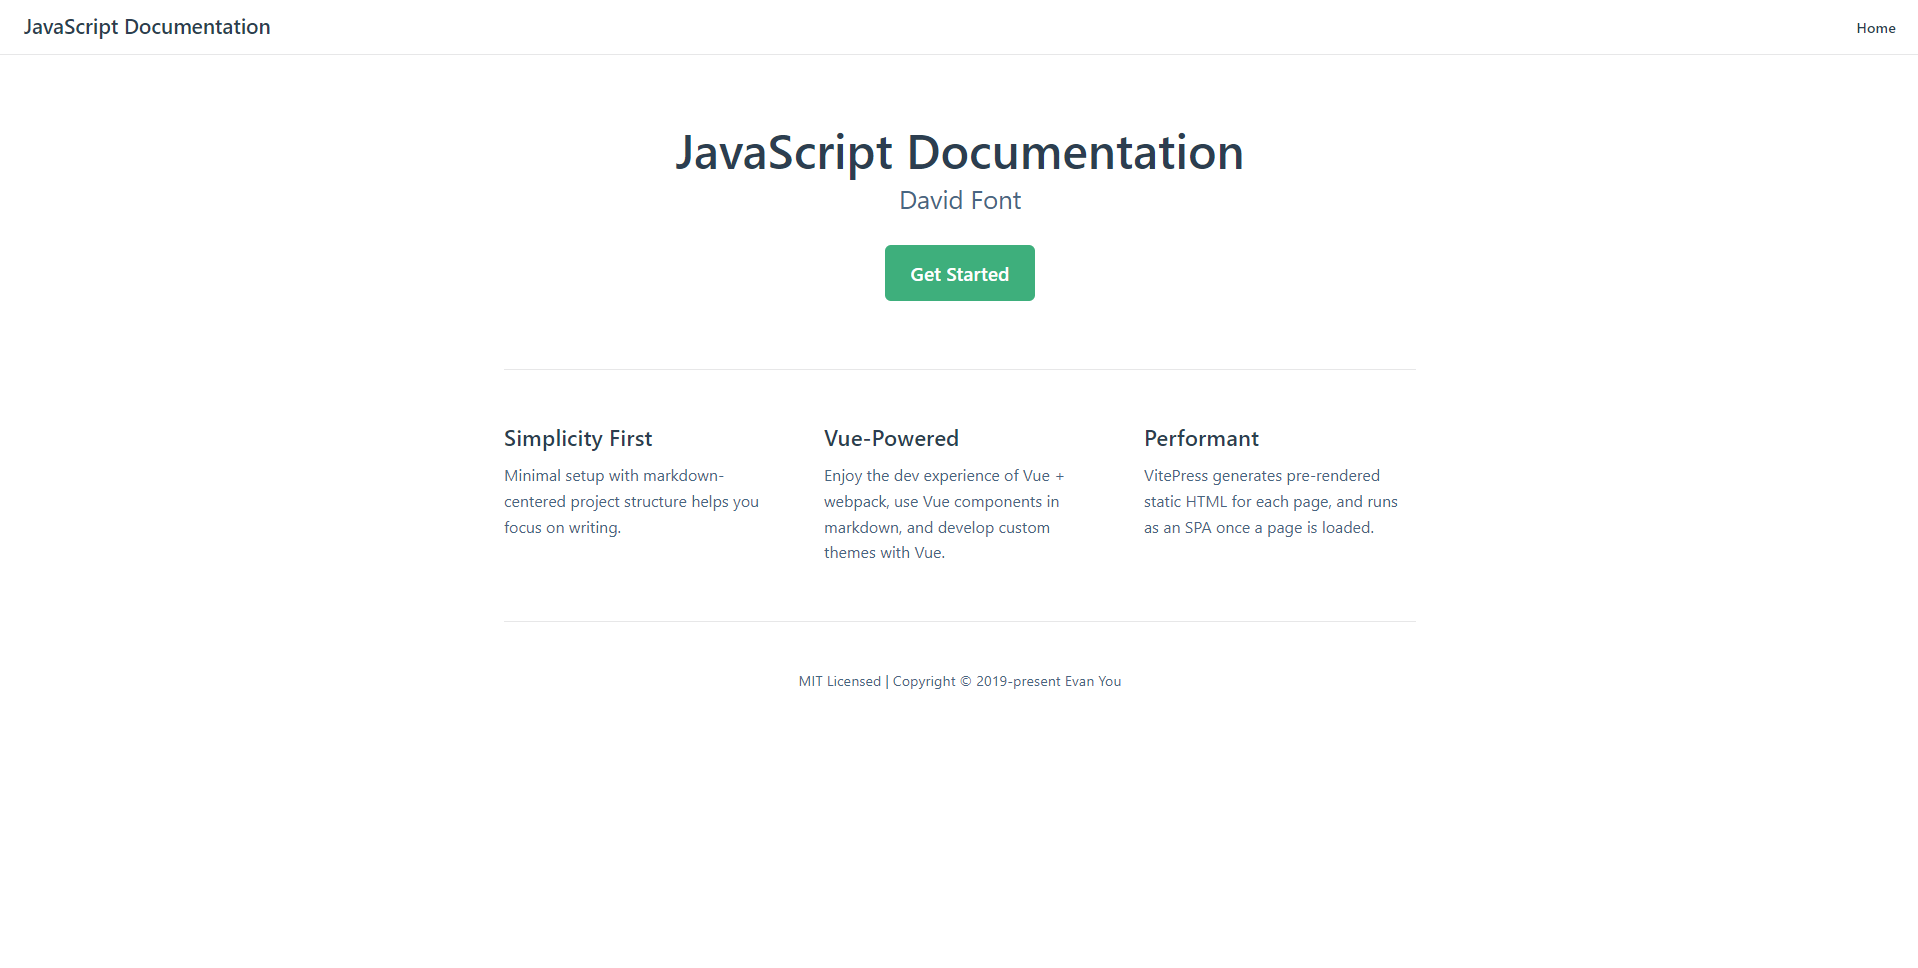 JavaScript Documentation
Home
JavaScript Documentation
David Font
Get Started
Simplicity First
Minimal setup with markdown-
centered project structure helps you
focus on writing.
Vue-Powered
Enjoy the dev experience of Vue +
webpack, use Vue components in
markdown, and develop custom
themes with Vue.
Performant
VitePress generates pre-rendered
static HTML for each page, and runs
as an SPA once a page is loaded.
MIT Licensed | Copyright © 2019-present Evan You